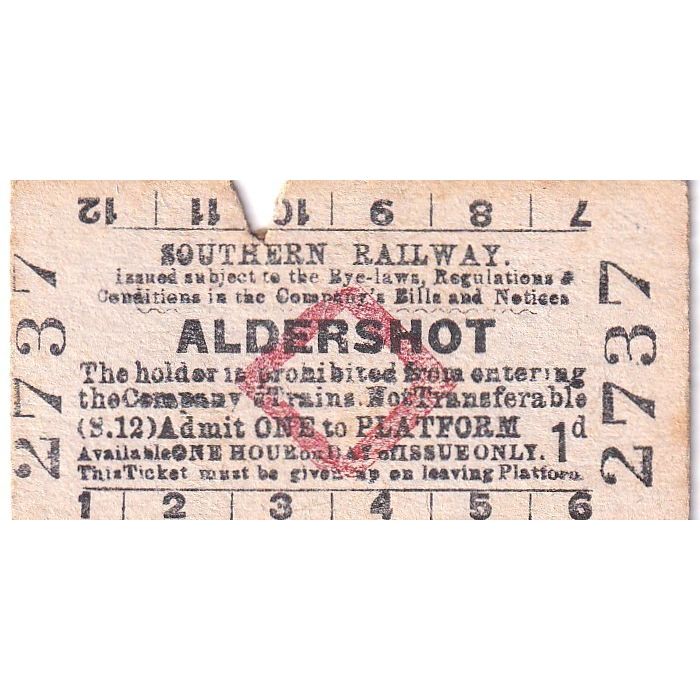 12 11 10 9 8 7
SOUTHERN RAILWAY.
Issued subject to the Bye-laws, Regulations &
Conditions in the Company's Bills and Notices
ALDERSHOT
The holder is prohibited from entering
the Company's Trains. Not Transferable
(S.12) Admit ONE to PLATFORM 1d
Available ONE HOUR on DAY of ISSUE ONLY.
This Ticket must be given up on leaving Platform.
1 2 3 4 5 6
2737
2737